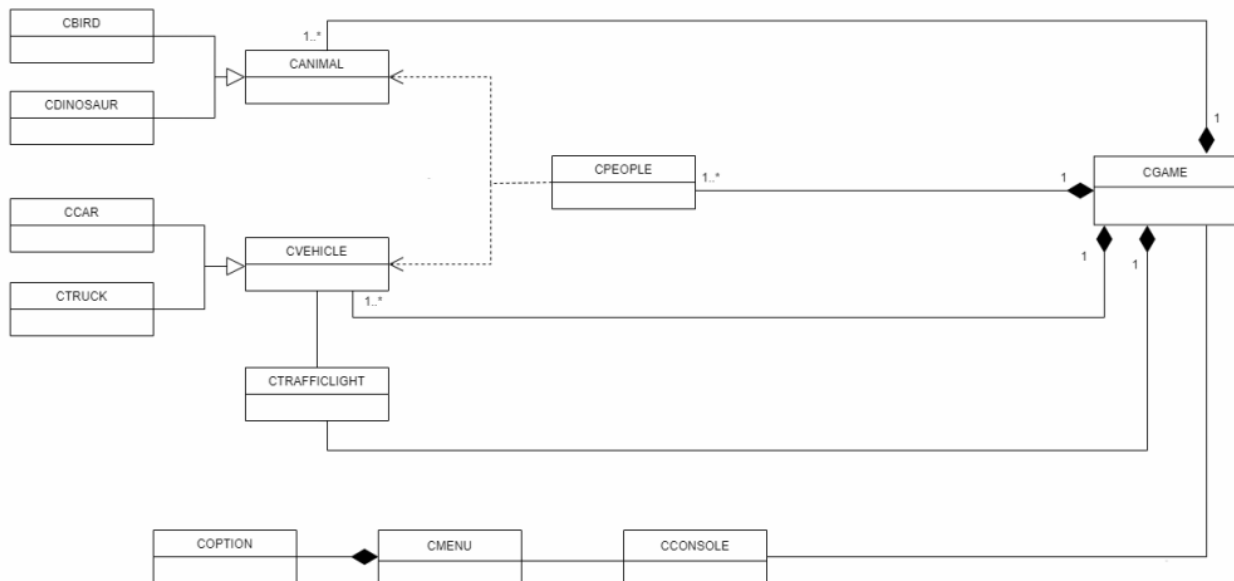 CBIRD
1..*
CANIMAL
CDINOSAUR
1
CPEOPLE
1..*
1
CGAME
CCAR
CVEHICLE
1
1
CTRUCK
1..*
CTRAFFICLIGHT
COPTION
CMENU
CCONSOLE